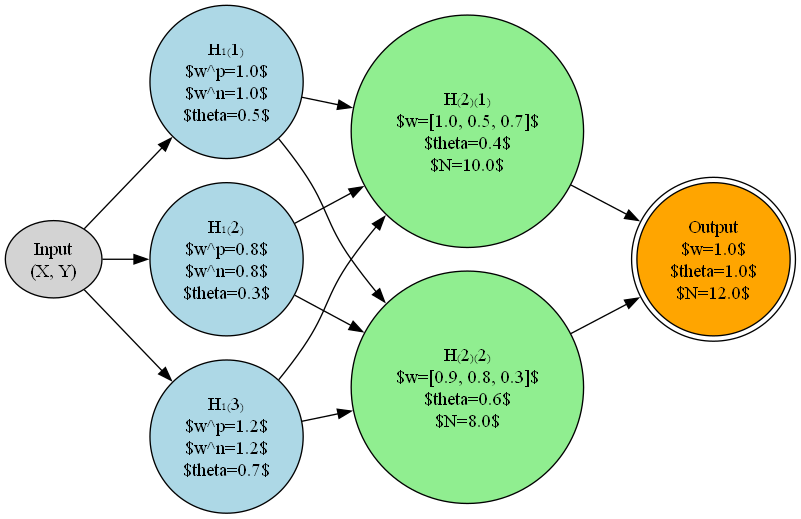 Input
(X, Y)
H₁(1)
$w^p=1.0$
$w^n=1.0$
$theta=0.5$
H₁(2)
$w^p=0.8$
$w^n=0.8$
$theta=0.3$
H₁(3)
$w^p=1.2$
$w^n=1.2$
$theta=0.7$
H(2)(1)
$w=[1.0, 0.5, 0.7]$
$theta=0.4$
$N=10.0$
H(2)(2)
$w=[0.9, 0.8, 0.3]$
$theta=0.6$
$N=8.0$
Output
$w=1.0$
$theta=1.0$
$N=12.0$